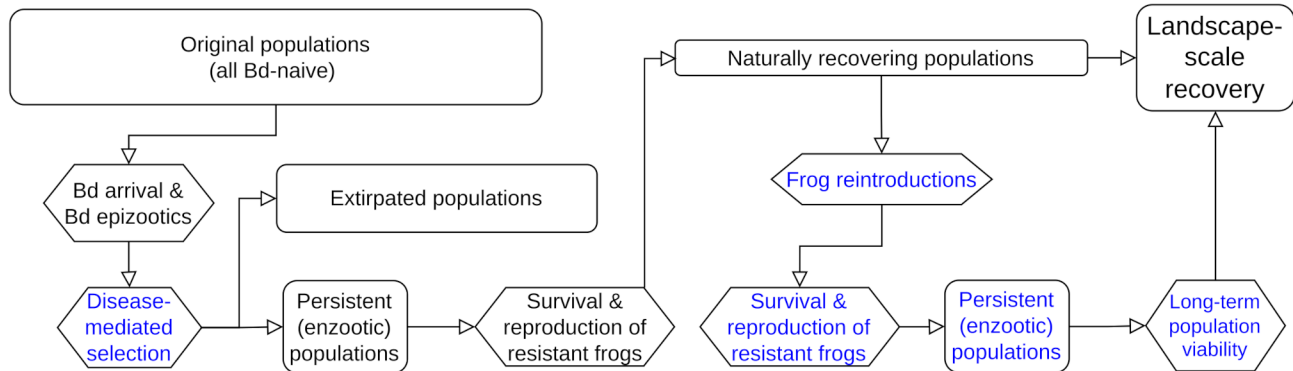 Original populations
(all Bd-naive)
Bd arrival &
Bd epizootics
Disease-
mediated
selection
Extirpated populations
Persistent
(enzootic)
populations
Survival &
reproduction of
resistant frogs
Naturally recovering populations
Frog reintroductions
Survival &
reproduction of
resistant frogs
Persistent
(enzootic)
populations
Long-term
population
viability
Landscape-
scale
recovery